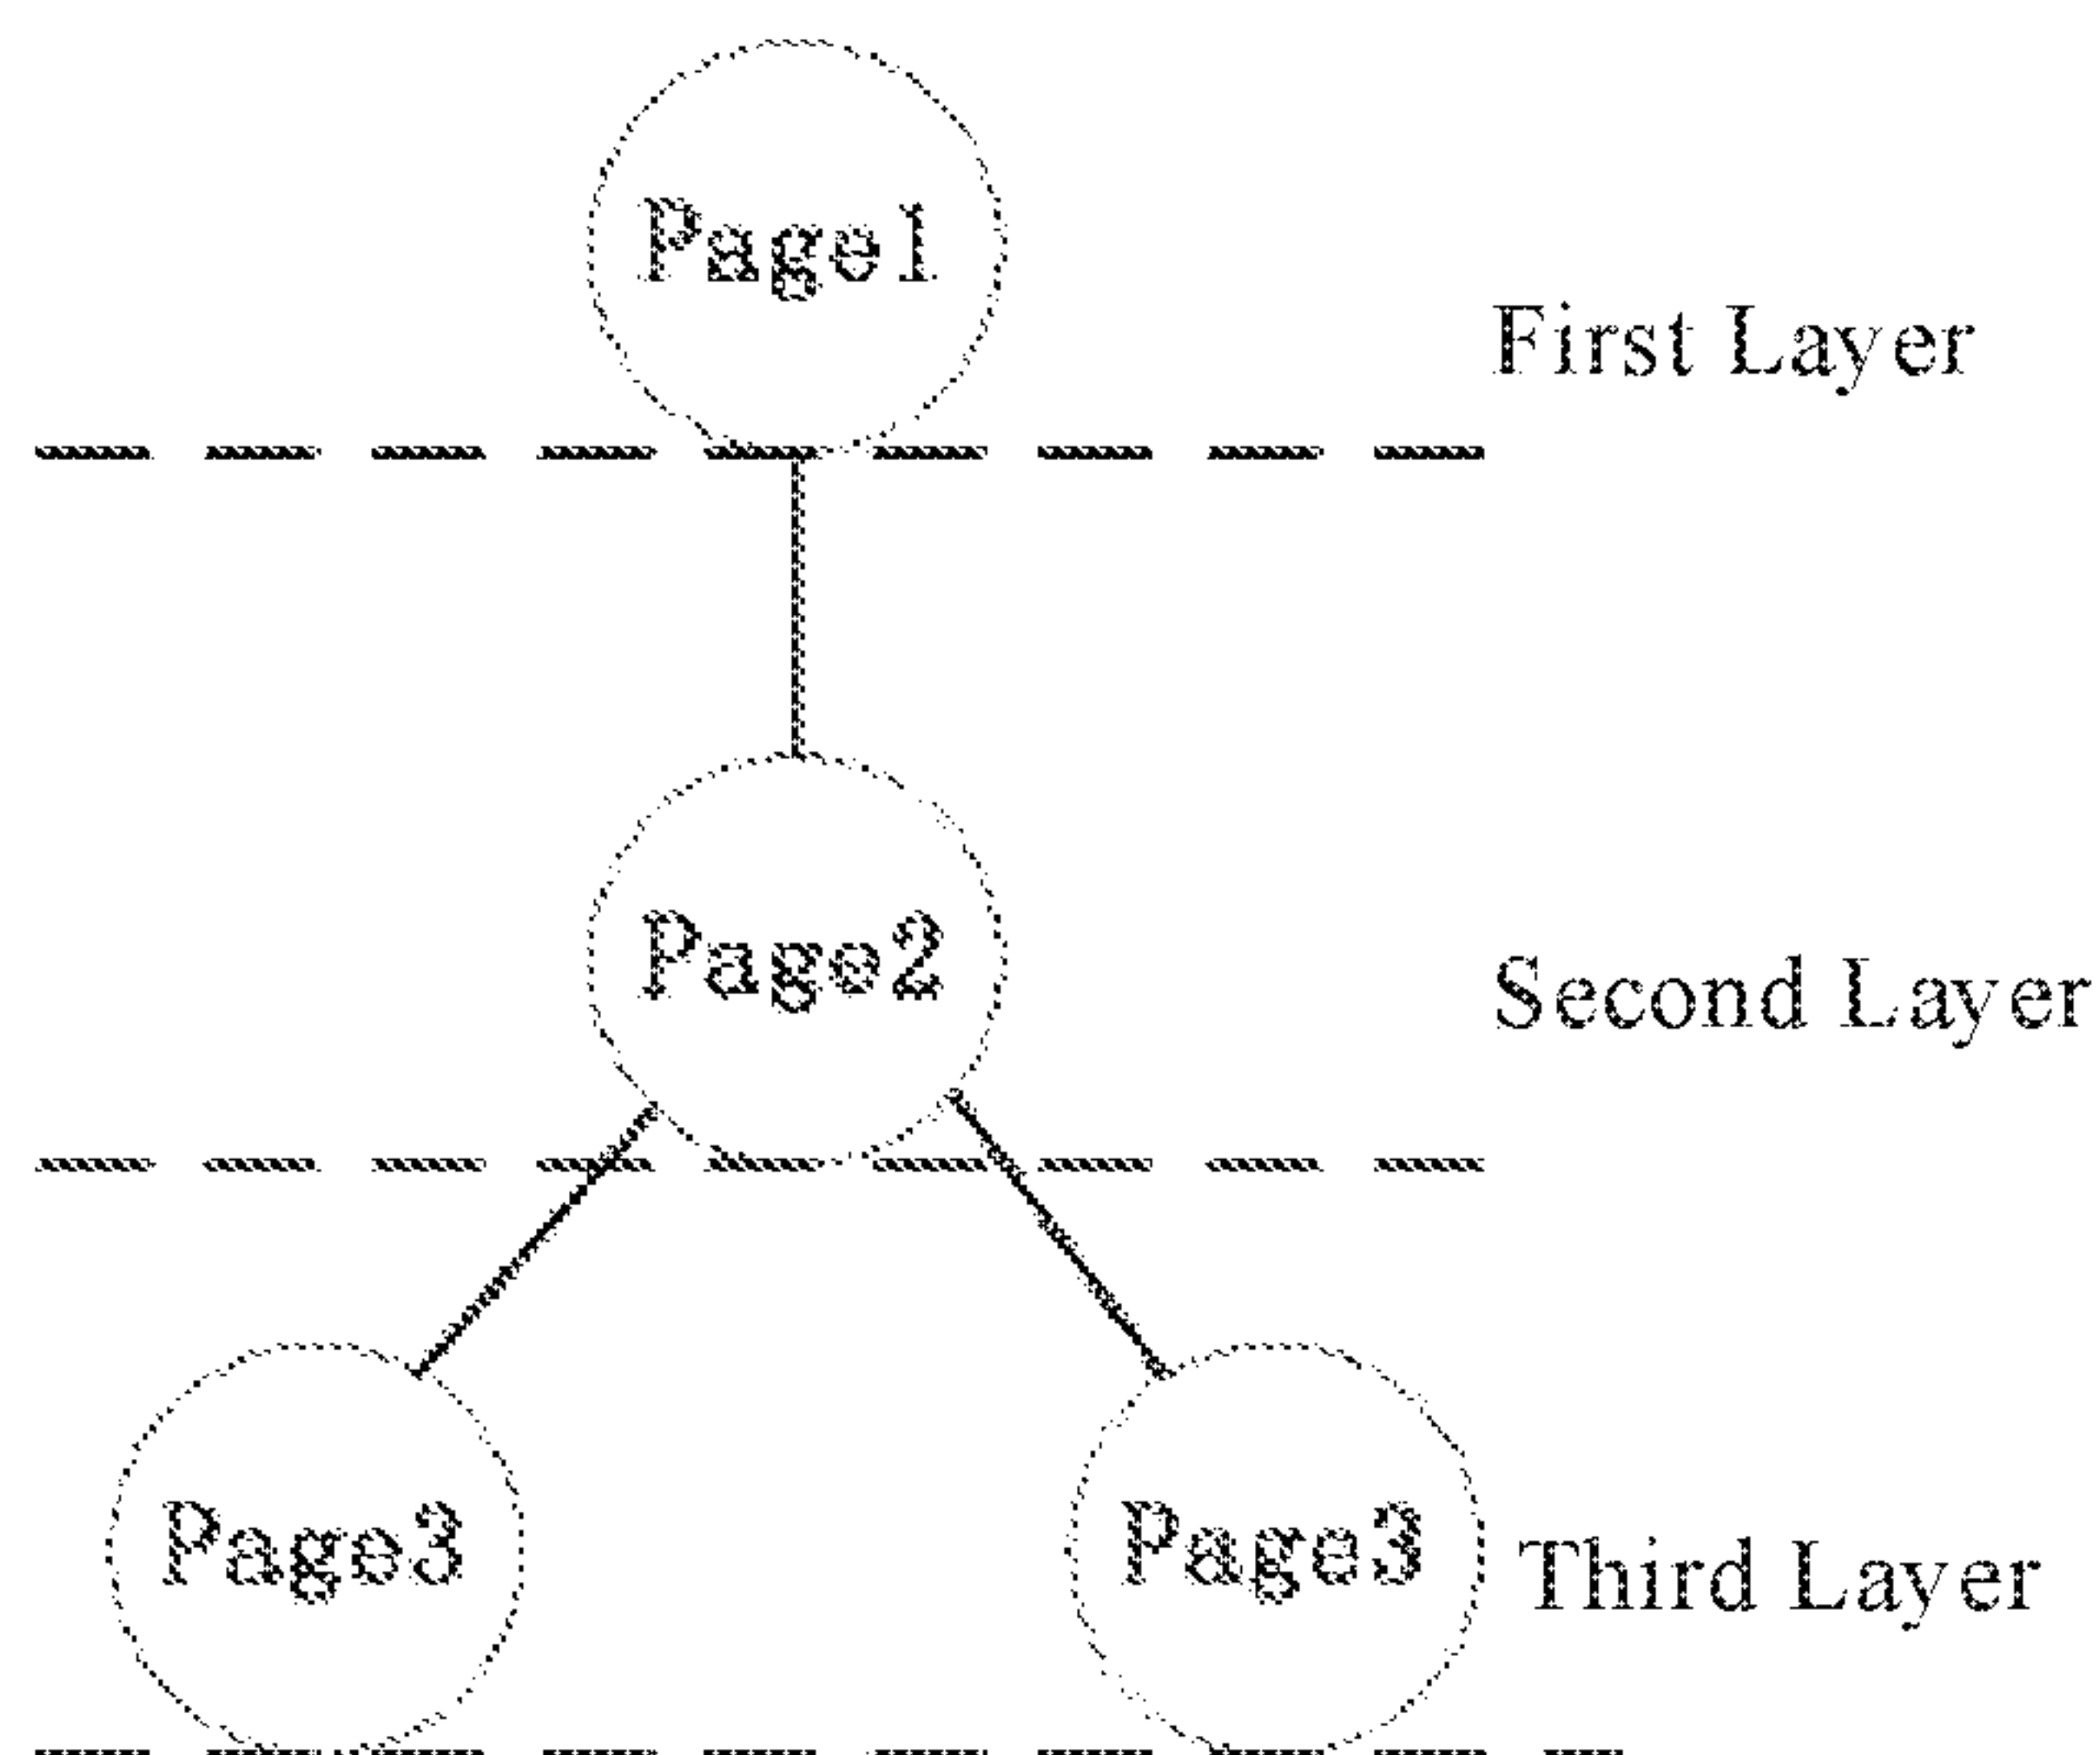 Page1
First Layer
Page2
Second Layer
Page3
Page3
Third Layer